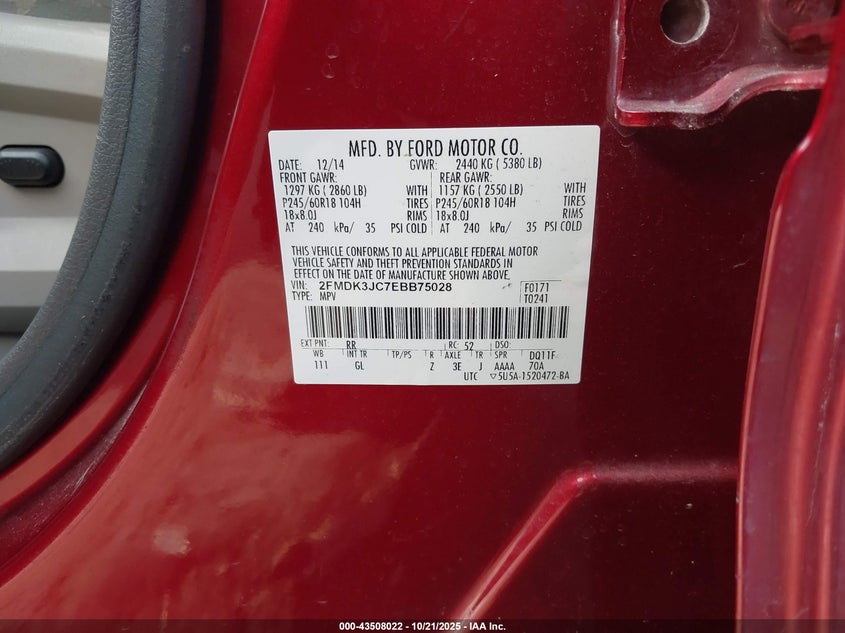 MFD. BY FORD MOTOR CO.
DATE: 12/14 GVWR: 2440 KG ( 5380 LB)
FRONT GAWR: REAR GAWR:
1297 KG ( 2860 LB) WITH 1157 KG ( 2550 LB) WITH
P245/60R18 104H TIRES P245/60R18 104H TIRES
18x8.0J RIMS 18x8.0J RIMS
AT 240 kPa/ 35 PSI COLD AT 240 kPa/ 35 PSI COLD
THIS VEHICLE CONFORMS TO ALL APPLICABLE FEDERAL MOTOR
VEHICLE SAFETY AND THEFT PREVENTION STANDARDS IN
EFFECT ON THE DATE OF MANUFACTURE SHOWN ABOVE.
VIN: 2FMDK3JC7EBB75028 F0171
TYPE: MPV T0241
EXT PNT: RR RC: 52 DSO:
WB INT TR TP/PS R AXLE TR SPR DQ11F
111 GL Z 3E J AAAA 70A
UTC ▽5U5A-1520472-BA
000-43508022 - 10/21/2025 - IAA Inc.